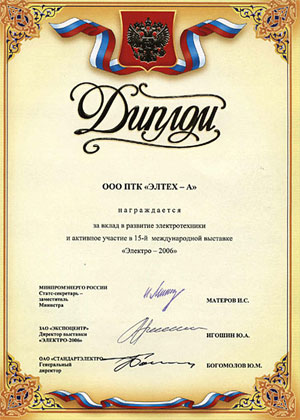 Диплом
ООО ПТК «ЭЛТЕХ – А»
награждается
за вклад в развитие электротехники
и активное участие в 15-й международной выставке
«Электро – 2006»
МИНПРОМЭНЕРГО РОССИИ
Статс-секретарь –
заместитель
Министра
МАТЕРОВ И.С.
ЗАО «ЭКСПОЦЕНТР»
Директор выставки
«ЭЛЕКТРО-2006»
ИГОШИН Ю.А.
ОАО «СТАНДАРТЭЛЕКТРО»
Генеральный
директор
БОГОМОЛОВ Ю.М.